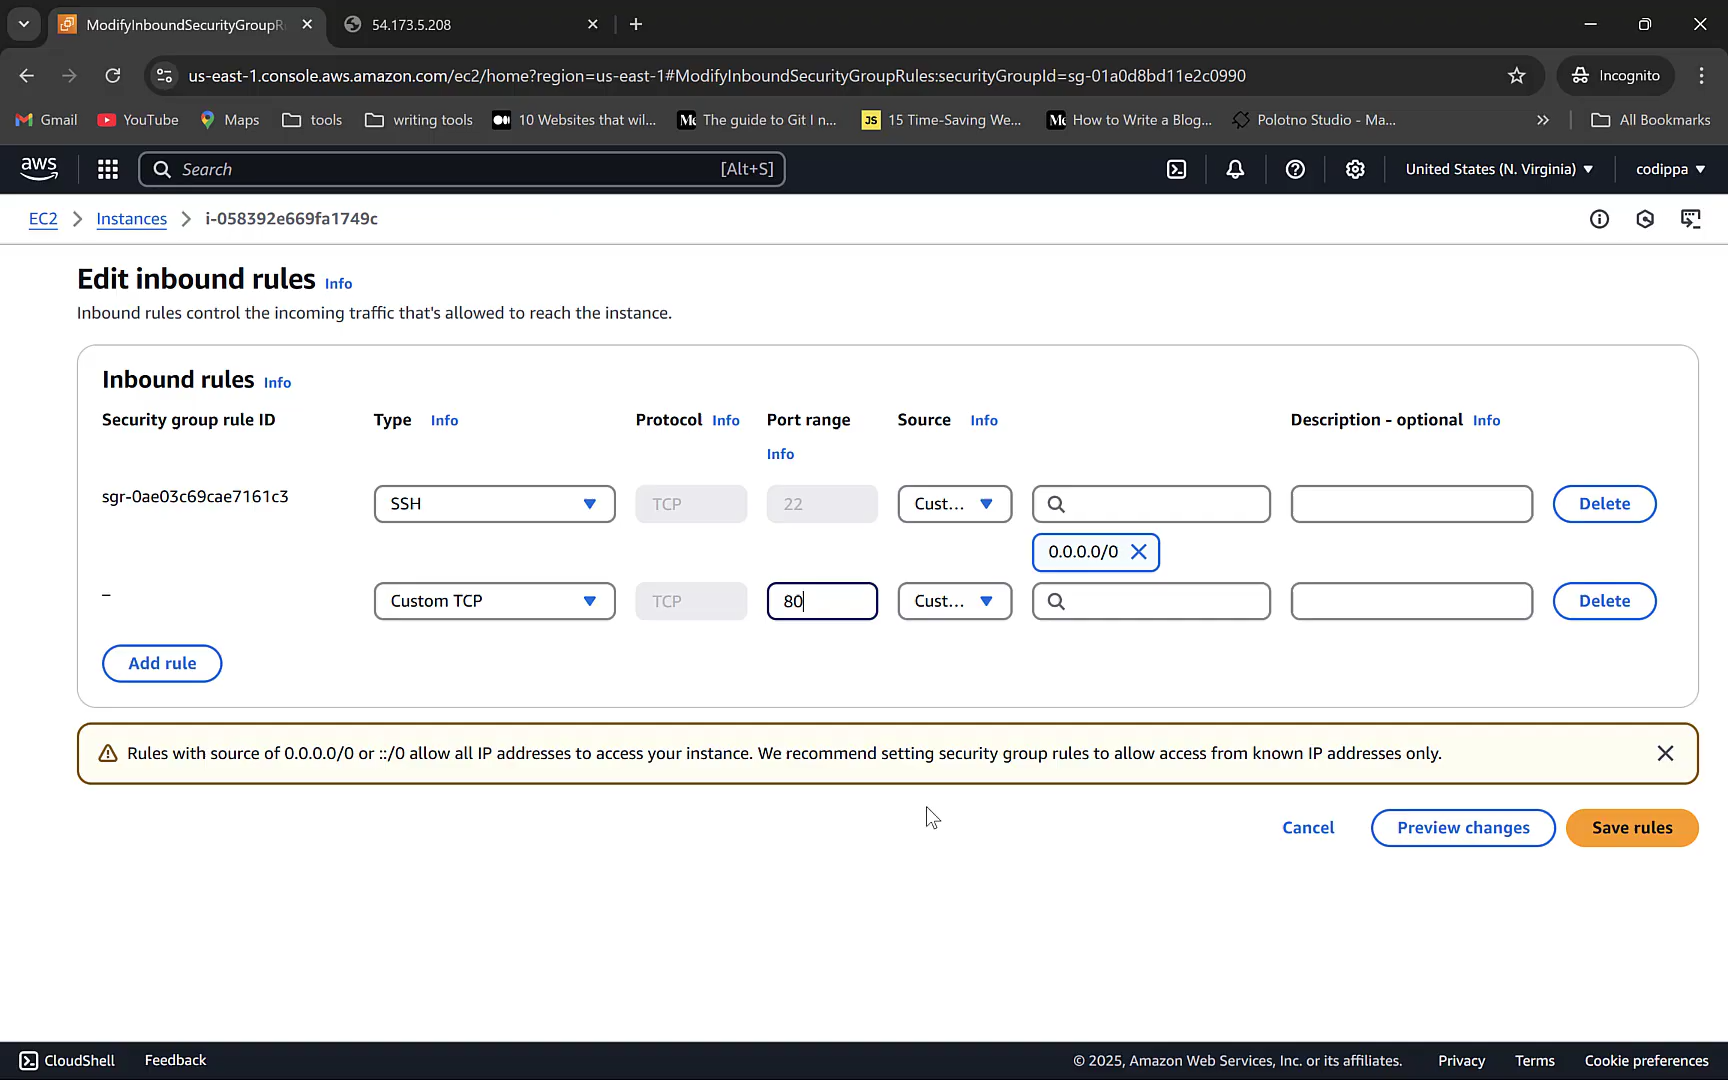 ModifyInboundSecurityGroupR
54.173.5.208
us-east-1.console.aws.amazon.com/ec2/home?region=us-east-1#ModifyInboundSecurityGroupRules:securityGroupId=sg-01a0d8bd11e2c0990
Incognito
Gmail YouTube Maps tools writing tools 10 Websites that wil... The guide to Git I n... JS 15 Time-Saving We... How to Write a Blog... Polotno Studio - Ma... All Bookmarks
aws Search [Alt+S] United States (N. Virginia) codippa
EC2 Instances i-058392e669fa1749c
Edit inbound rules Info
Inbound rules control the incoming traffic that's allowed to reach the instance.
Inbound rules Info
Security group rule ID Type Info Protocol Info Port range Source Info Description - optional Info
Info
sgr-0ae03c69cae7161c3 SSH TCP 22 Cust... Delete
0.0.0.0/0
– Custom TCP TCP 80 Cust... Delete
Add rule
Rules with source of 0.0.0.0/0 or ::/0 allow all IP addresses to access your instance. We recommend setting security group rules to allow access from known IP addresses only.
Cancel Preview changes Save rules
CloudShell Feedback © 2025, Amazon Web Services, Inc. or its affiliates. Privacy Terms Cookie preferences